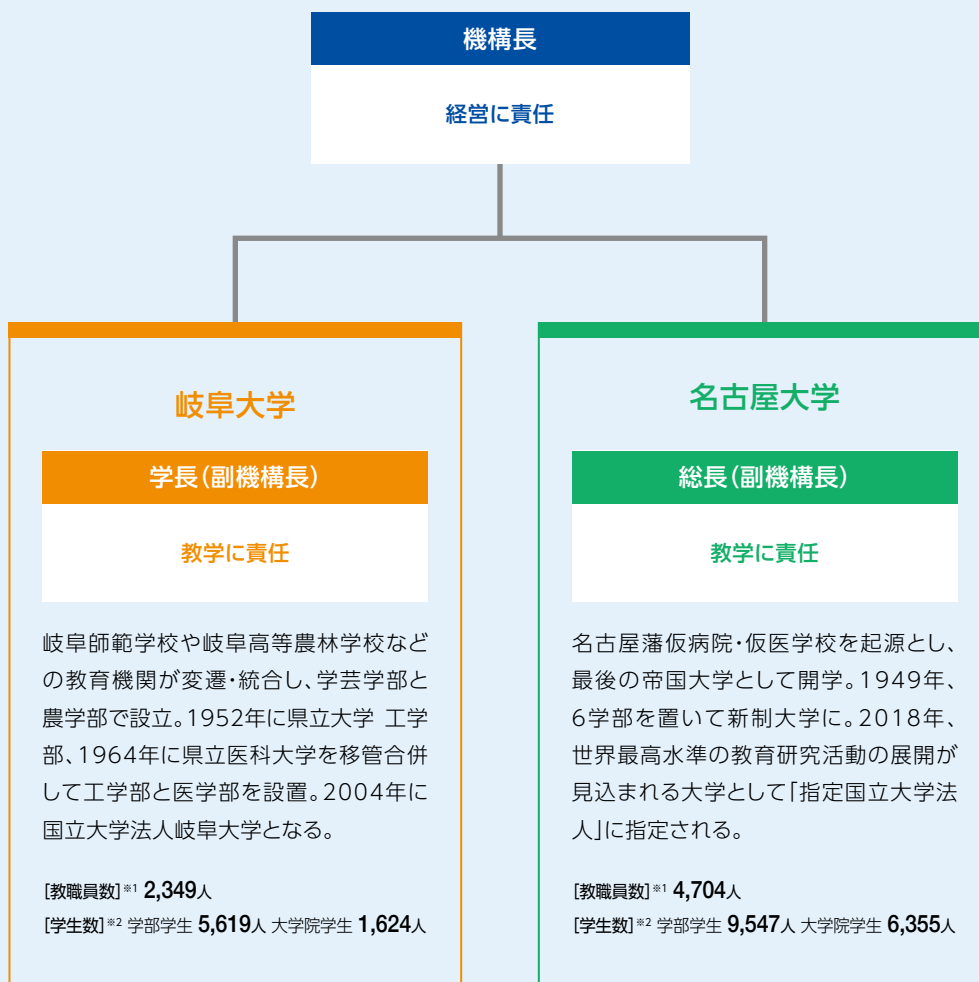 機構長
経営に責任
岐阜大学
学長(副機構長)
教学に責任
岐阜師範学校や岐阜高等農林学校など
の教育機関が変遷・統合し、学芸学部と
農学部で設立。1952年に県立大学 工学
部、1964年に県立医科大学を移管合併
して工学部と医学部を設置。2004年に
国立大学法人岐阜大学となる。
[教職員数]※1 2,349人
[学生数]※2 学部学生 5,619人 大学院学生 1,624人
名古屋大学
総長(副機構長)
教学に責任
名古屋藩仮病院・仮医学校を起源とし、
最後の帝国大学として開学。1949年、
6学部を置いて新制大学に。2018年、
世界最高水準の教育研究活動の展開が
見込まれる大学として「指定国立大学法
人」に指定される。
[教職員数]※1 4,704人
[学生数]※2 学部学生 9,547人 大学院学生 6,355人